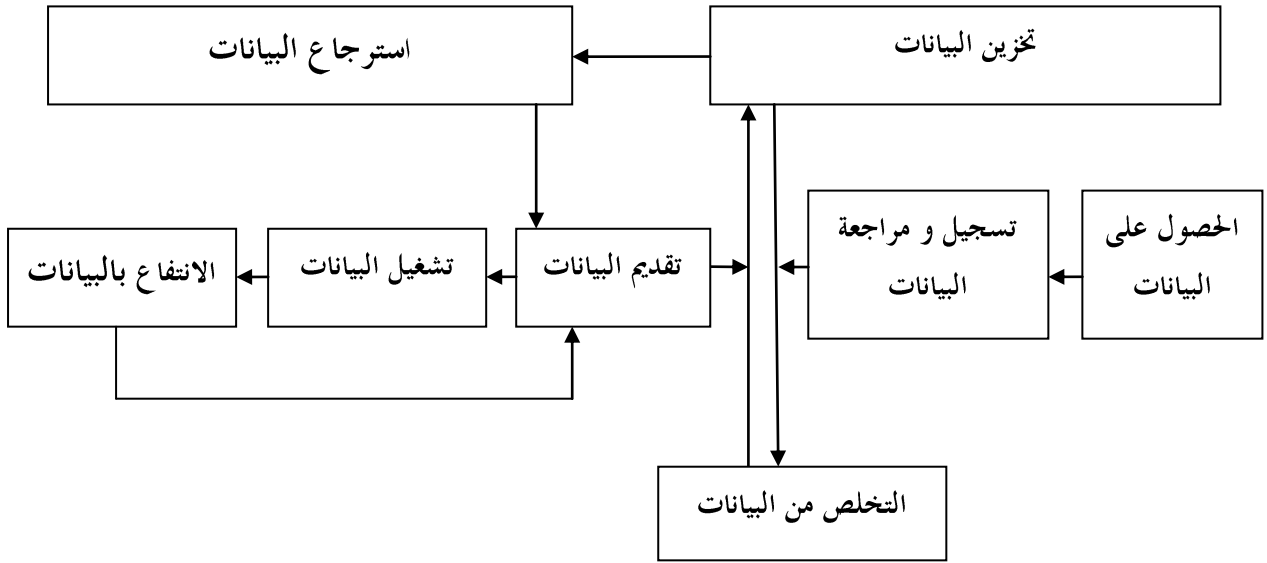 تخزين البيانات
استرجاع البيانات
الحصول على
البيانات
تسجيل و مراجعة
البيانات
تقديم البيانات
تشغيل البيانات
الانتفاع بالبيانات
التخلص من البيانات